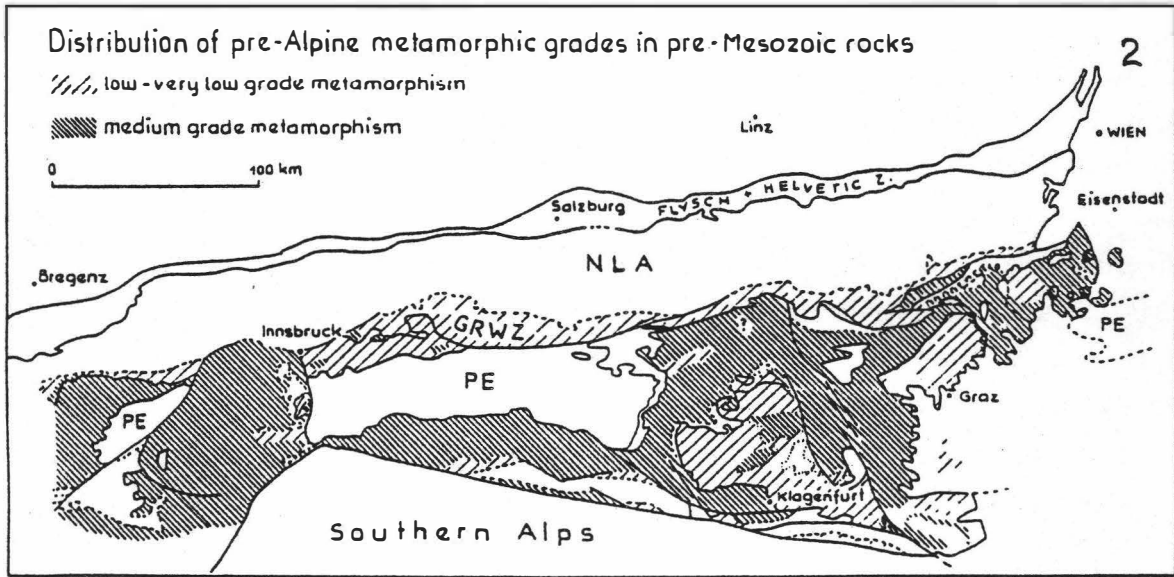 Distribution of pre-Alpine metamorphic grades in pre-Mesozoic rocks
2
low-very low grade metamorphism
medium grade metamorphism
0 100 km
Linz
WIEN
FLYSCH + HELVETIC Z.
Eisenstadt
Salzburg
NLA
Bregenz
Innsbruck
GRWZ
?
PE
PE
PE
Graz
Klagenfurt
Southern Alps